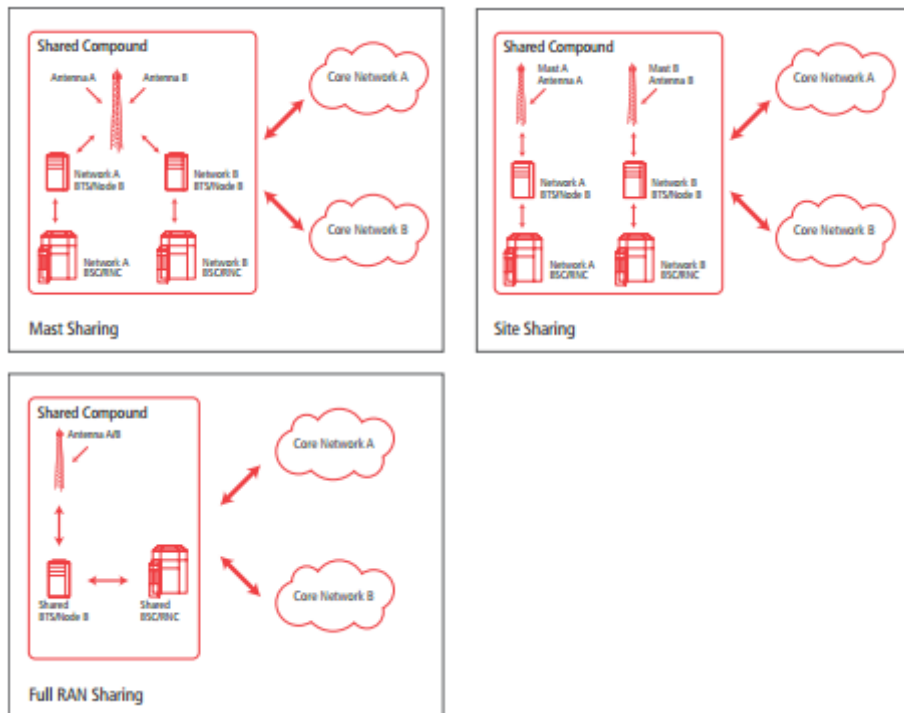 Shared Compound
Antenna A
Antenna B
Network A
BTS/Node B
Network B
BTS/Node B
Network A
BSC/RNC
Network B
BSC/RNC
Core Network A
Core Network B
Mast Sharing
Shared Compound
Mast A
Antenna A
Mast B
Antenna B
Network A
BTS/Node B
Network B
BTS/Node B
Network A
BSC/RNC
Network B
BSC/RNC
Core Network A
Core Network B
Site Sharing
Shared Compound
Antenna A/B
Shared
BTS/Node B
Shared
BSC/RNC
Core Network A
Core Network B
Full RAN Sharing